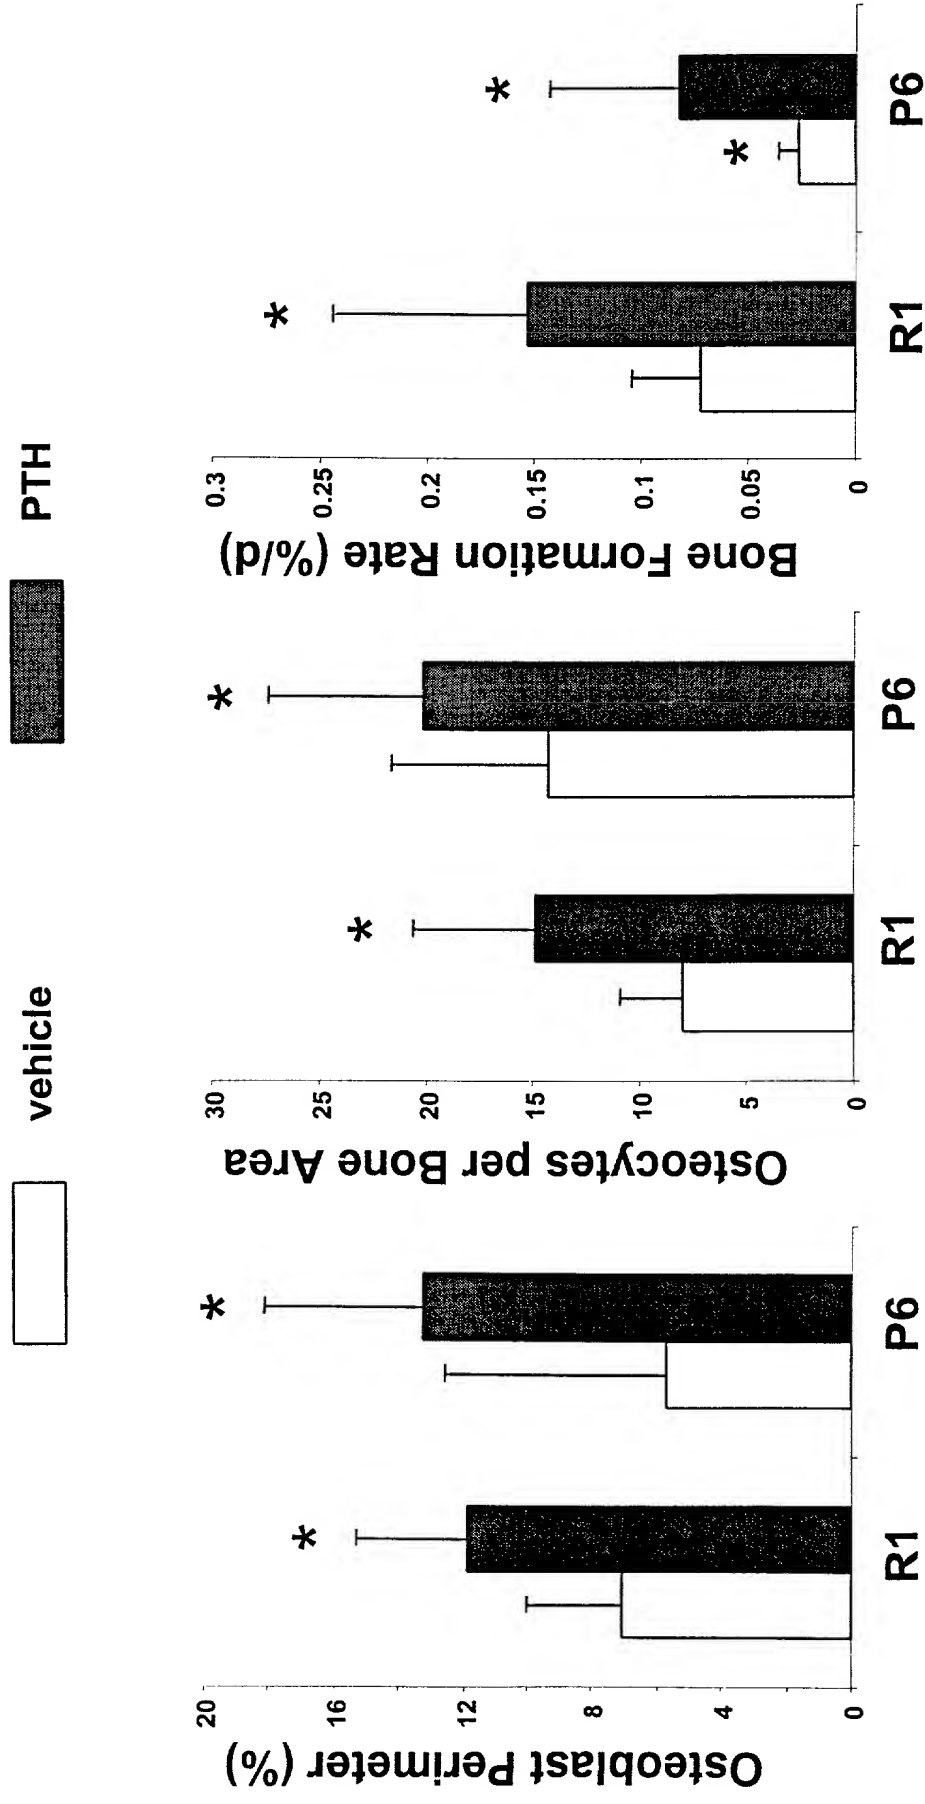 vehicle
PTH
Osteoblast Perimeter (%)
20
16
12
8
4
0
R1
P6
*
*
Osteocytes per Bone Area
30
25
20
15
10
5
0
R1
P6
*
*
Bone Formation Rate (%/d)
0.3
0.25
0.2
0.15
0.1
0.05
0
R1
P6
*
*
*